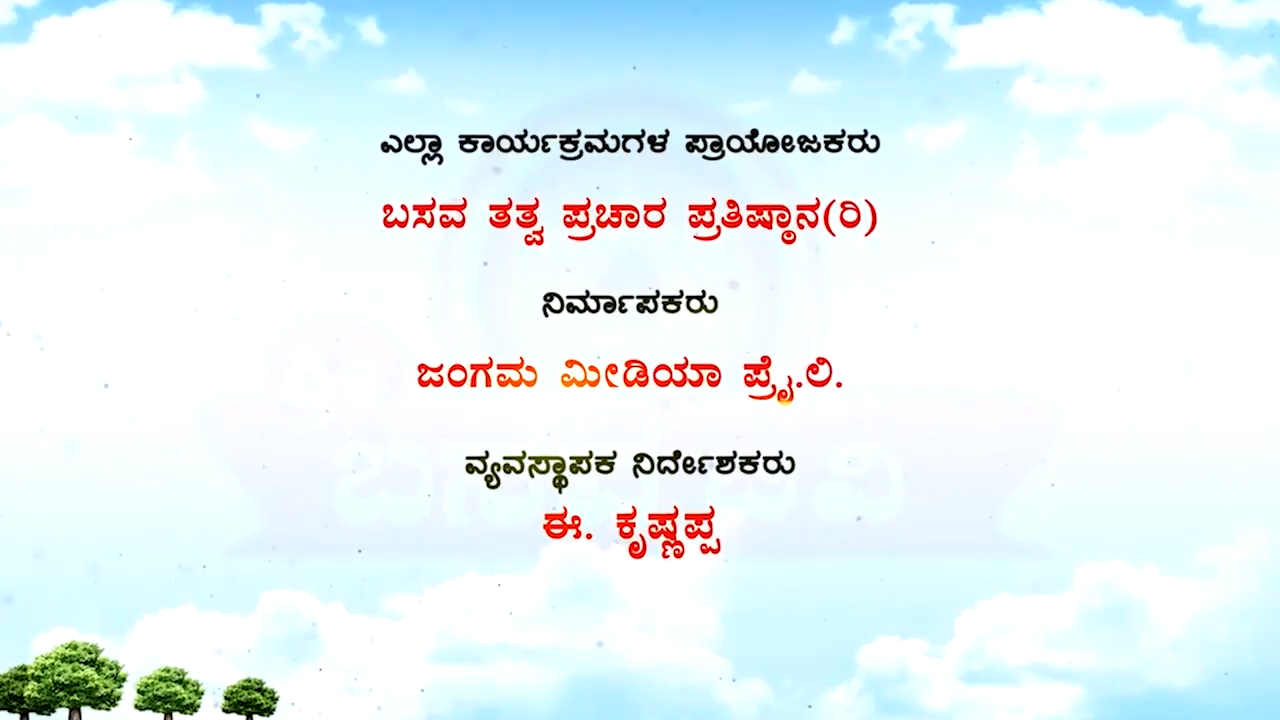 ಎಲ್ಲಾ ಕಾರ್ಯಕ್ರಮಗಳ ಪ್ರಾಯೋಜಕರು
ಬಸವ ತತ್ವ ಪ್ರಚಾರ ಪ್ರತಿಷ್ಠಾನ(ರಿ)
ನಿರ್ಮಾಪಕರು
ಜಂಗಮ ಮೀಡಿಯಾ ಪ್ರೈ.ಲಿ.
ವ್ಯವಸ್ಥಾಪಕ ನಿರ್ದೇಶಕರು
ಈ. ಕೃಷ್ಣಪ್ಪ